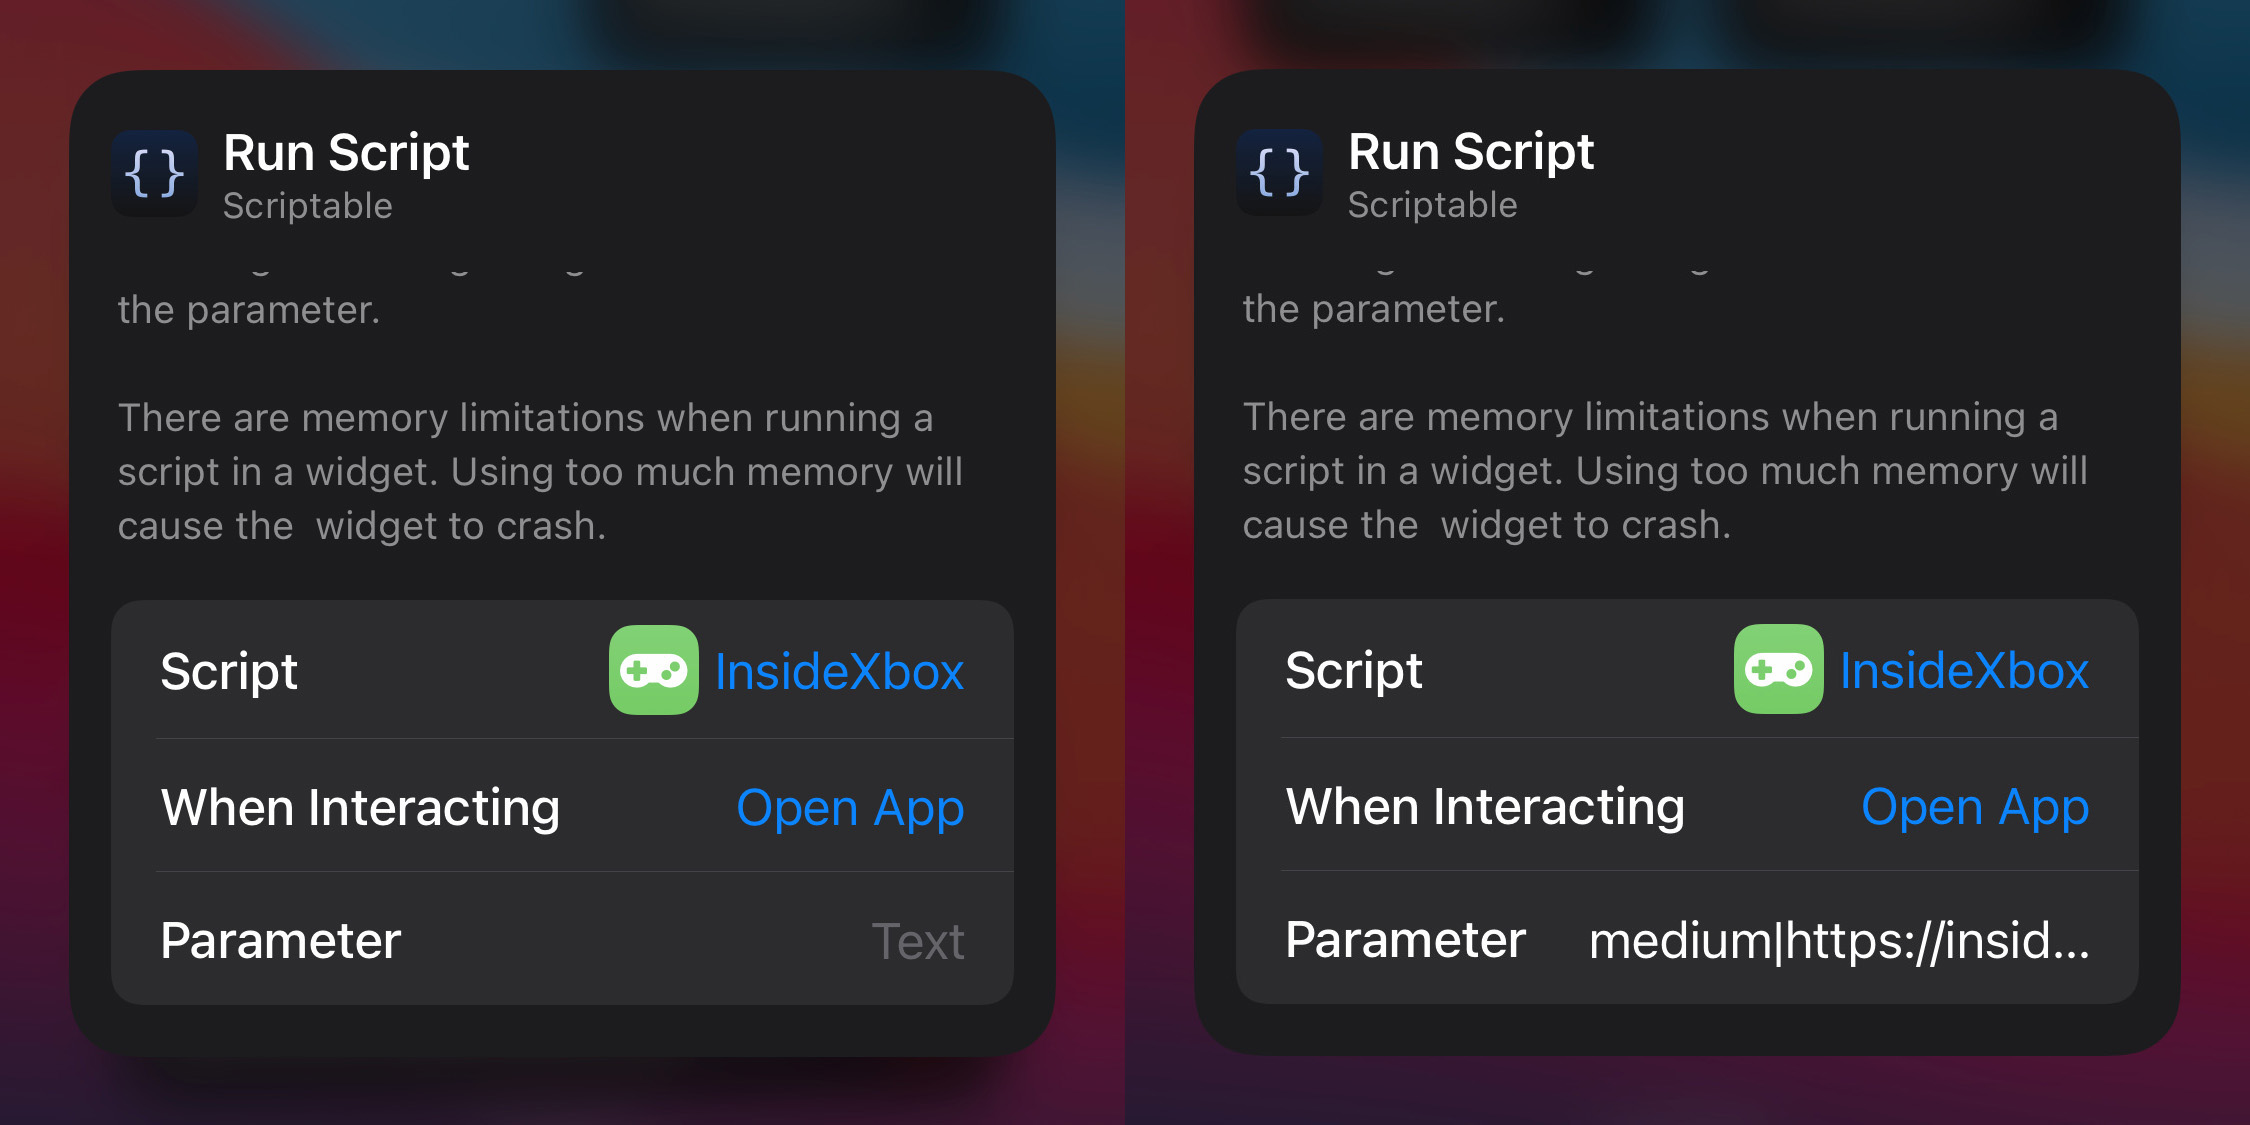 Run Script
Scriptable
the parameter.
There are memory limitations when running a
script in a widget. Using too much memory will
cause the  widget to crash.
Script InsideXbox
When Interacting Open App
Parameter Text
Run Script
Scriptable
the parameter.
There are memory limitations when running a
script in a widget. Using too much memory will
cause the  widget to crash.
Script InsideXbox
When Interacting Open App
Parameter medium|https://insid...